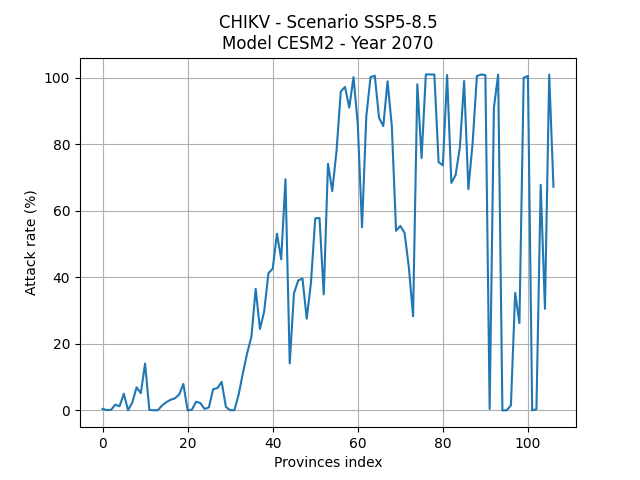 CHIKV - Scenario SSP5-8.5
Model CESM2 - Year 2070
Attack rate (%)
100
80
60
40
20
0
0 20 40 60 80 100
Provinces index